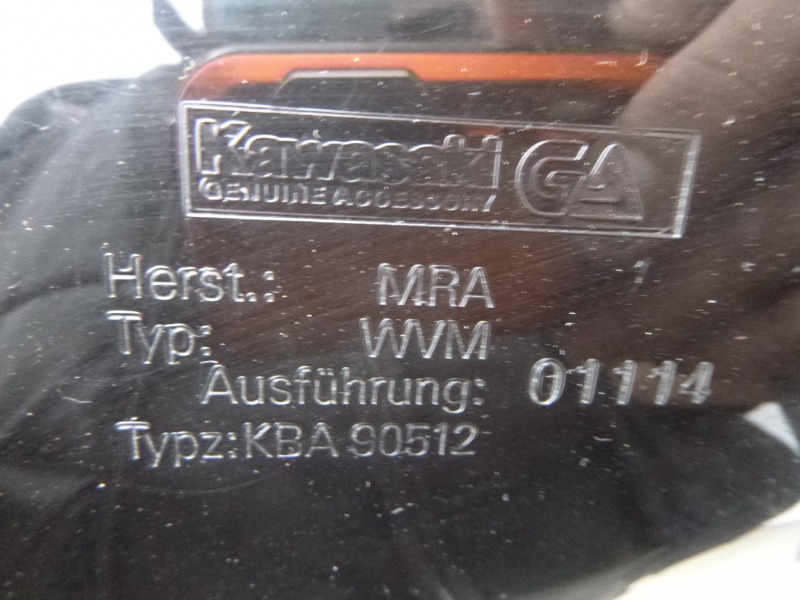 Kawasaki GA
GENUINE ACCESSORY
Herst.: MRA
Typ: WVM
Ausführung: 01114
Typz: KBA 90512